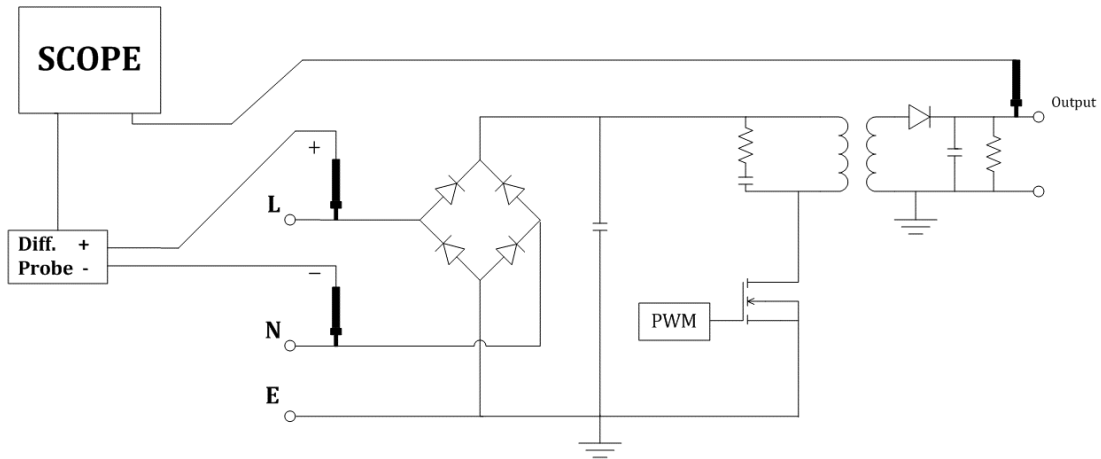 SCOPE
Output
+
L
Diff. +
Probe -
–
N
PWM
E